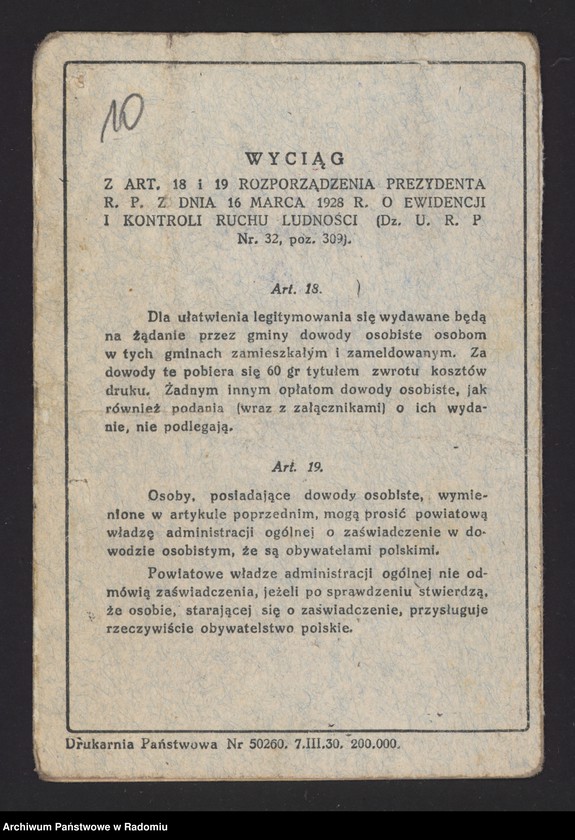 10
WYCIĄG
Z ART. 18 i 19 ROZPORZĄDZENIA PREZYDENTA
R. P. Z DNIA 16 MARCA 1928 R. O EWIDENCJI
I KONTROLI RUCHU LUDNOŚCI (Dz. U. R. P
Nr. 32, poz. 309).
Art. 18.
Dla ułatwienia legitymowania się wydawane będą
na żądanie przez gminy dowody osobiste osobom
w tych gminach zamieszkałym i zameldowanym. Za
dowody te pobiera się 60 gr tytułem zwrotu kosztów
druku. Żadnym innym opłatom dowody osobiste, jak
również podania (wraz z załącznikami) o ich wyda-
nie, nie podlegają.
Art. 19.
Osoby, posiadające dowody osobiste, wymie-
nione w artykule poprzednim, mogą prosić powiatową
władzę administracji ogólnej o zaświadczenie w do-
wodzie osobistym, że są obywatelami polskimi.
Powiatowe władze administracji ogólnej nie od-
mówią zaświadczenia, jeżeli po sprawdzeniu stwierdzą,
że osobie, starającej się o zaświadczenie, przysługuje
rzeczywiście obywatelstwo polskie.
Drukarnia Państwowa Nr 50260. 7.III.30. 200.000.
Archiwum Państwowe w Radomiu